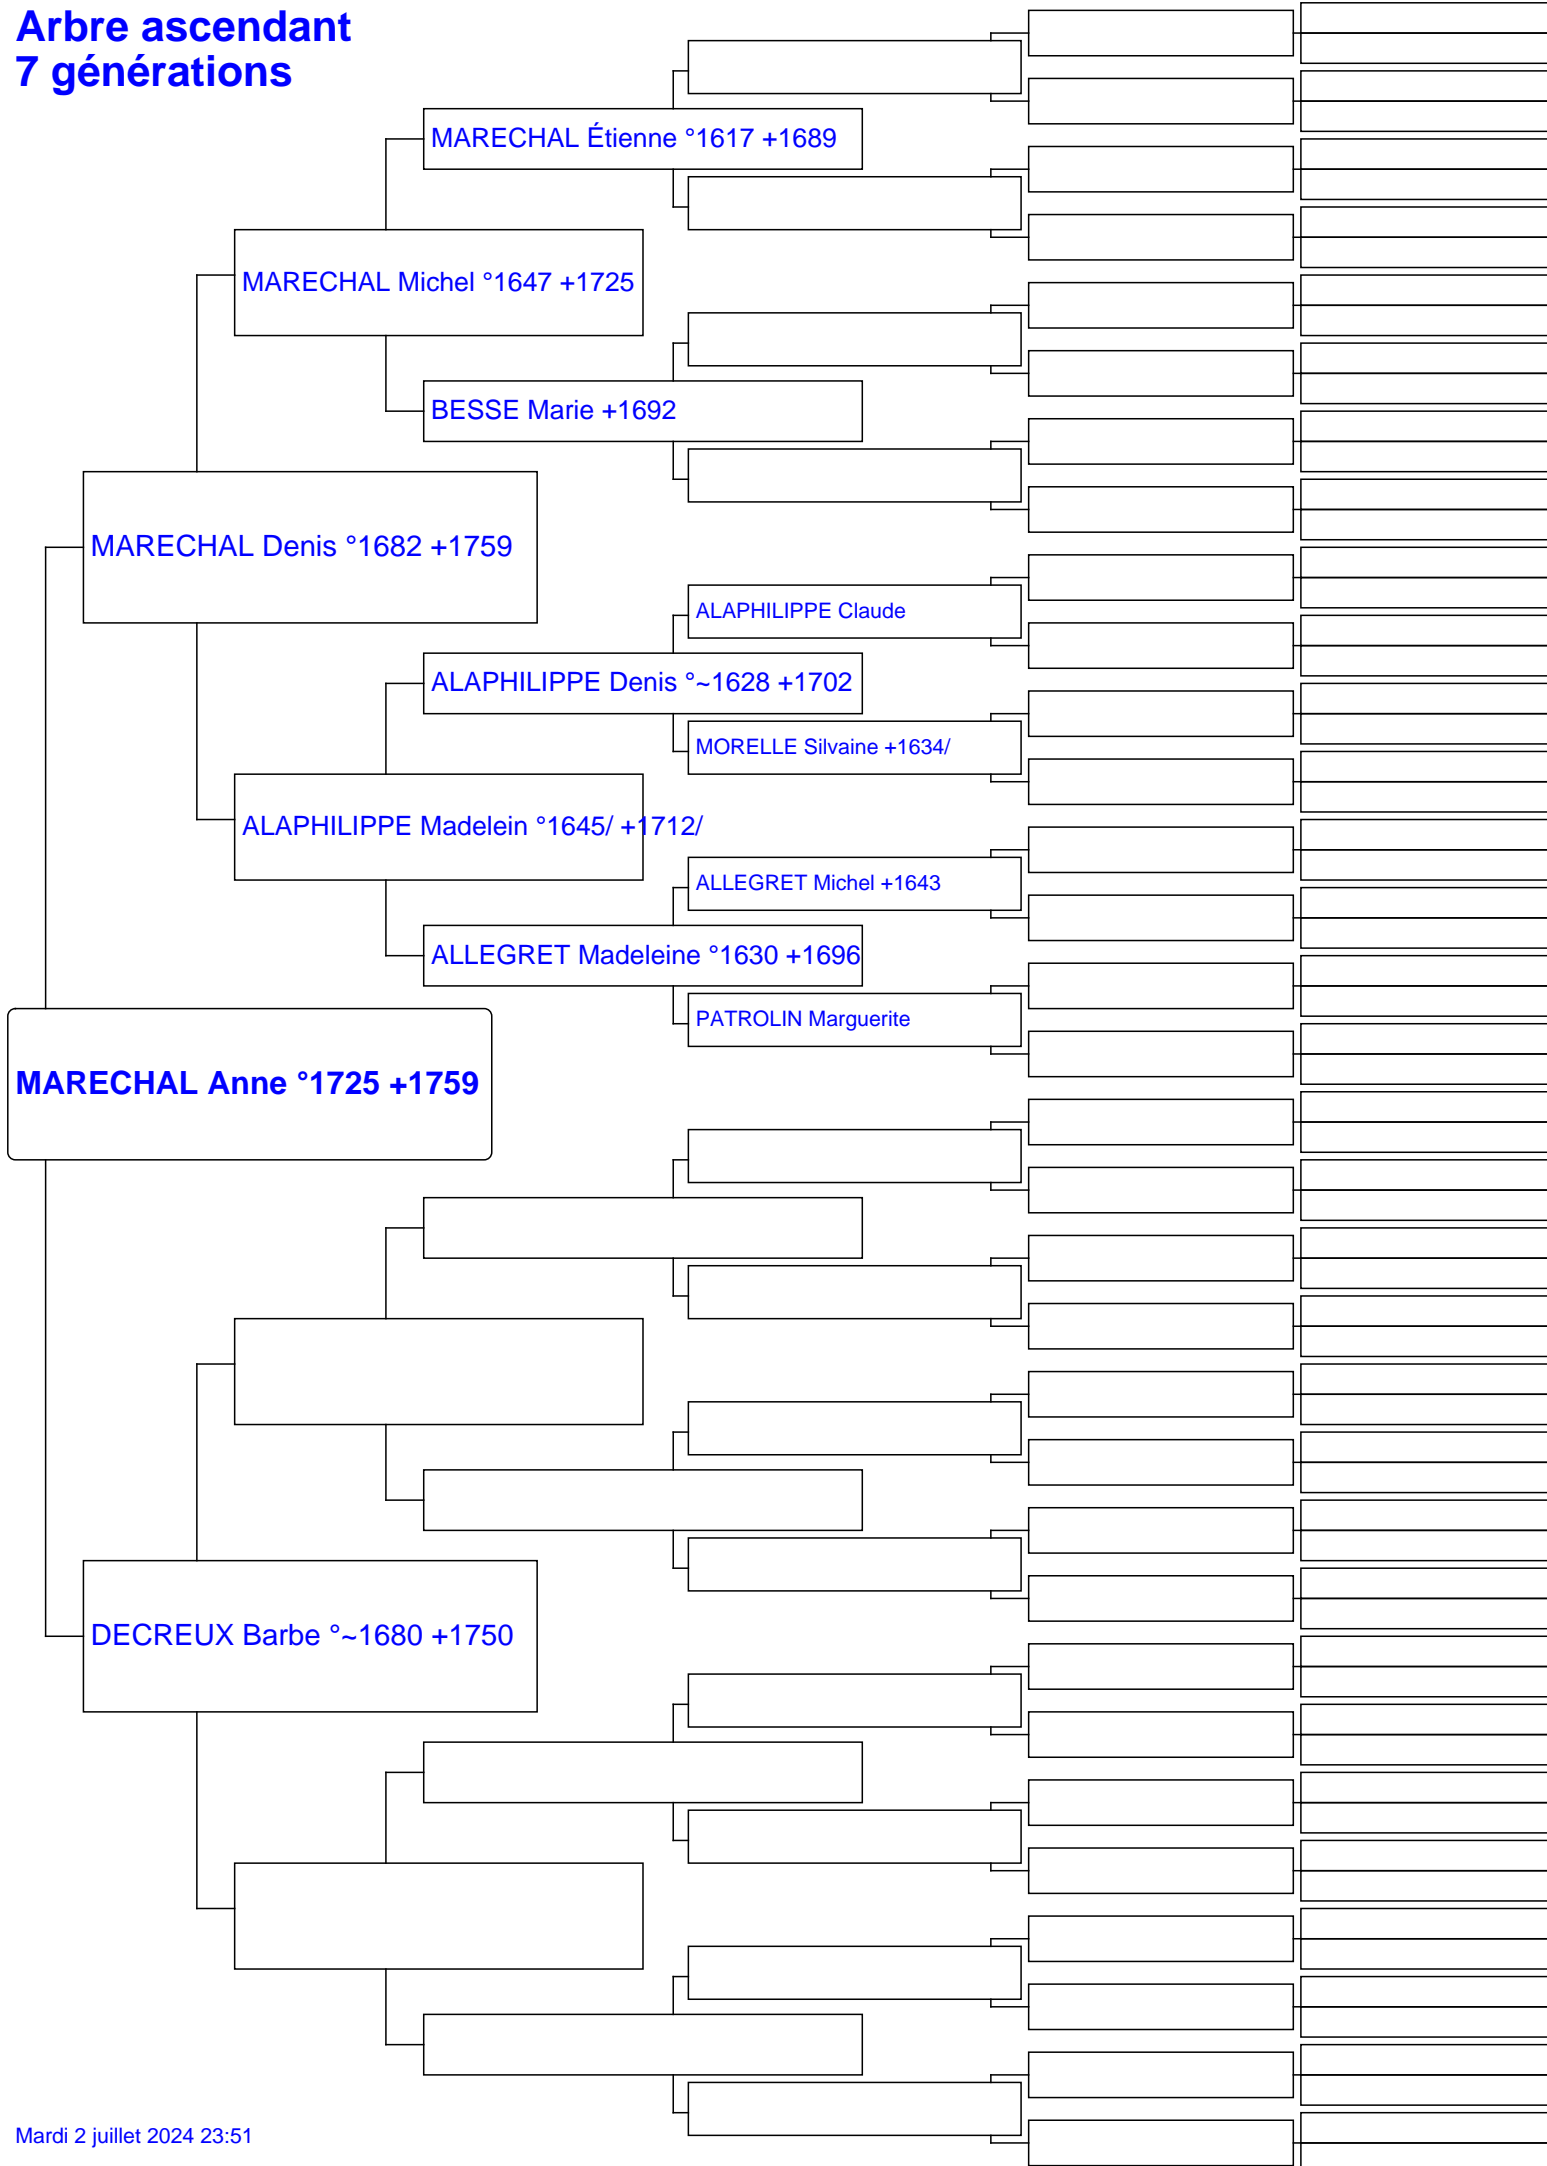 Arbre ascendant
7 générations
MARECHAL Étienne °1617 +1689
MARECHAL Michel °1647 +1725
BESSE Marie +1692
MARECHAL Denis °1682 +1759
ALAPHILIPPE Claude
ALAPHILIPPE Denis °~1628 +1702
MORELLE Silvaine +1634/
ALAPHILIPPE Madelein °1645/ +1712/
ALLEGRET Michel +1643
ALLEGRET Madeleine °1630 +1696
PATROLIN Marguerite
MARECHAL Anne °1725 +1759
DECREUX Barbe °~1680 +1750
Mardi 2 juillet 2024 23:51